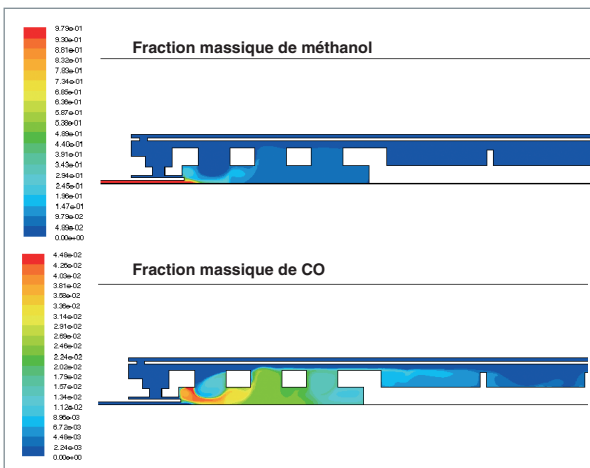 Fraction massique de méthanol
9.79e-01
9.30e-01
8.81e-01
8.32e-01
7.83e-01
7.34e-01
6.85e-01
6.36e-01
5.87e-01
5.38e-01
4.89e-01
4.40e-01
3.91e-01
3.43e-01
2.94e-01
2.45e-01
1.96e-01
1.47e-01
9.79e-02
4.89e-02
0.00e+00
Fraction massique de CO
4.48e-02
4.26e-02
4.03e-02
3.81e-02
3.58e-02
3.36e-02
3.14e-02
2.91e-02
2.69e-02
2.46e-02
2.24e-02
2.02e-02
1.79e-02
1.57e-02
1.34e-02
1.12e-02
8.96e-03
6.72e-03
4.48e-03
2.24e-03
0.00e+00